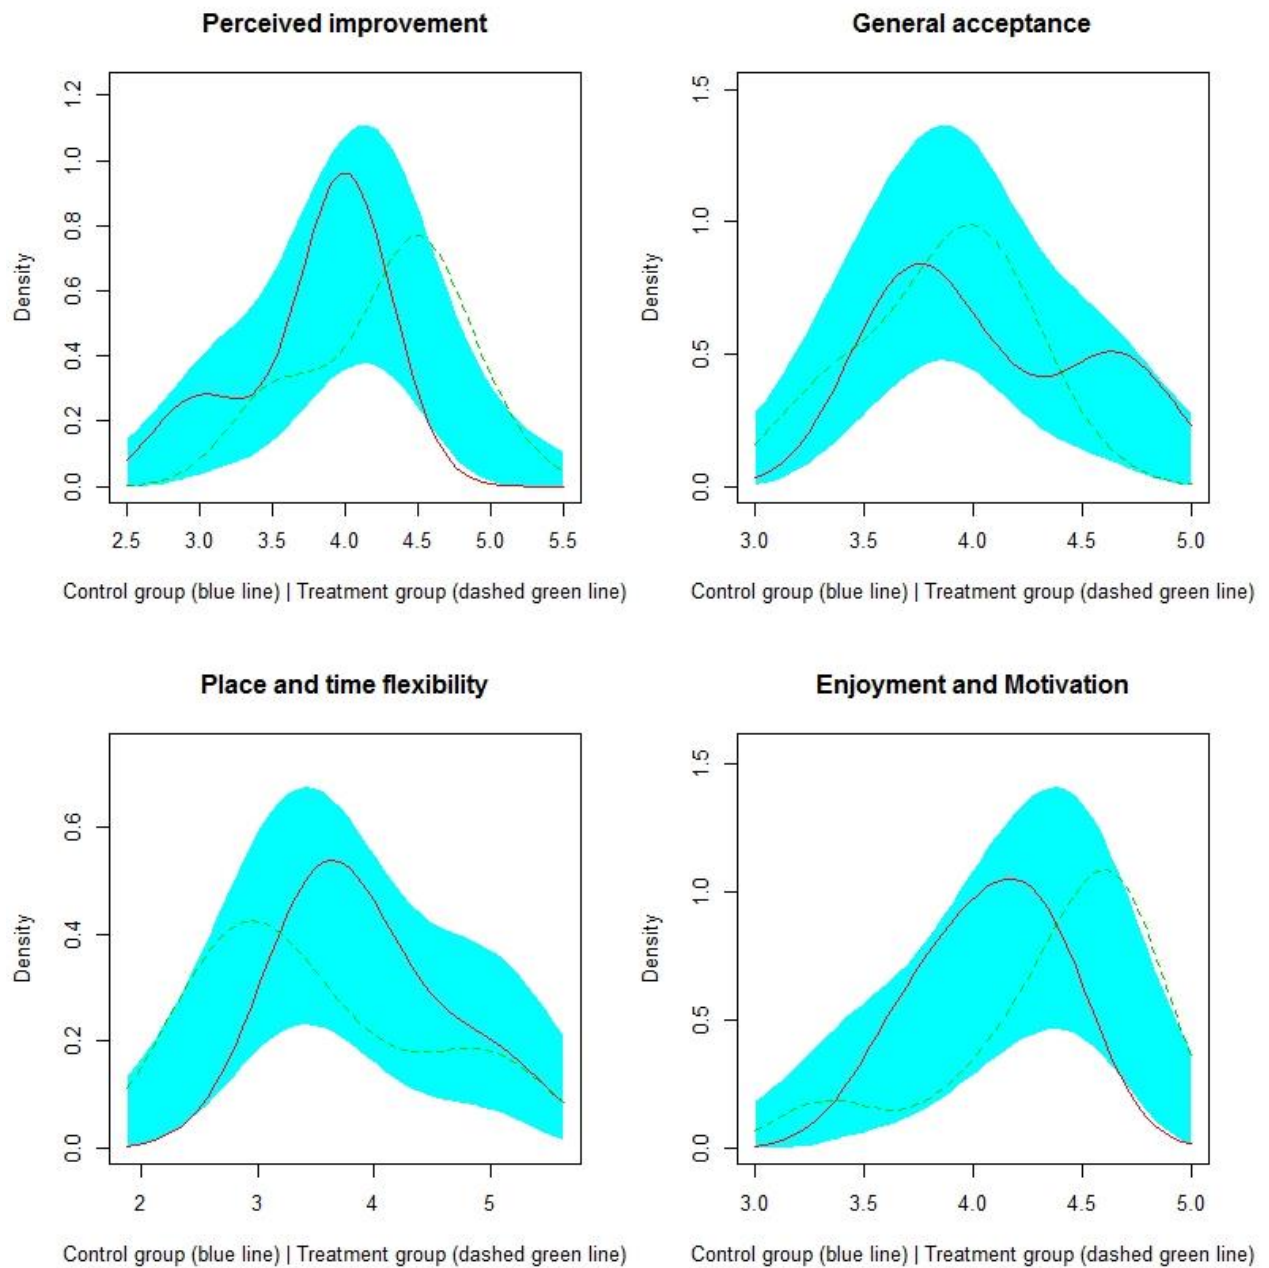 Perceived improvement
Density
0.0 0.2 0.4 0.6 0.8 1.0 1.2
2.5 3.0 3.5 4.0 4.5 5.0 5.5
Control group (blue line) | Treatment group (dashed green line)
General acceptance
Density
0.0 0.5 1.0 1.5
3.0 3.5 4.0 4.5 5.0
Control group (blue line) | Treatment group (dashed green line)
Place and time flexibility
Density
0.0 0.2 0.4 0.6
2 3 4 5
Control group (blue line) | Treatment group (dashed green line)
Enjoyment and Motivation
Density
0.0 0.5 1.0 1.5
3.0 3.5 4.0 4.5 5.0
Control group (blue line) | Treatment group (dashed green line)